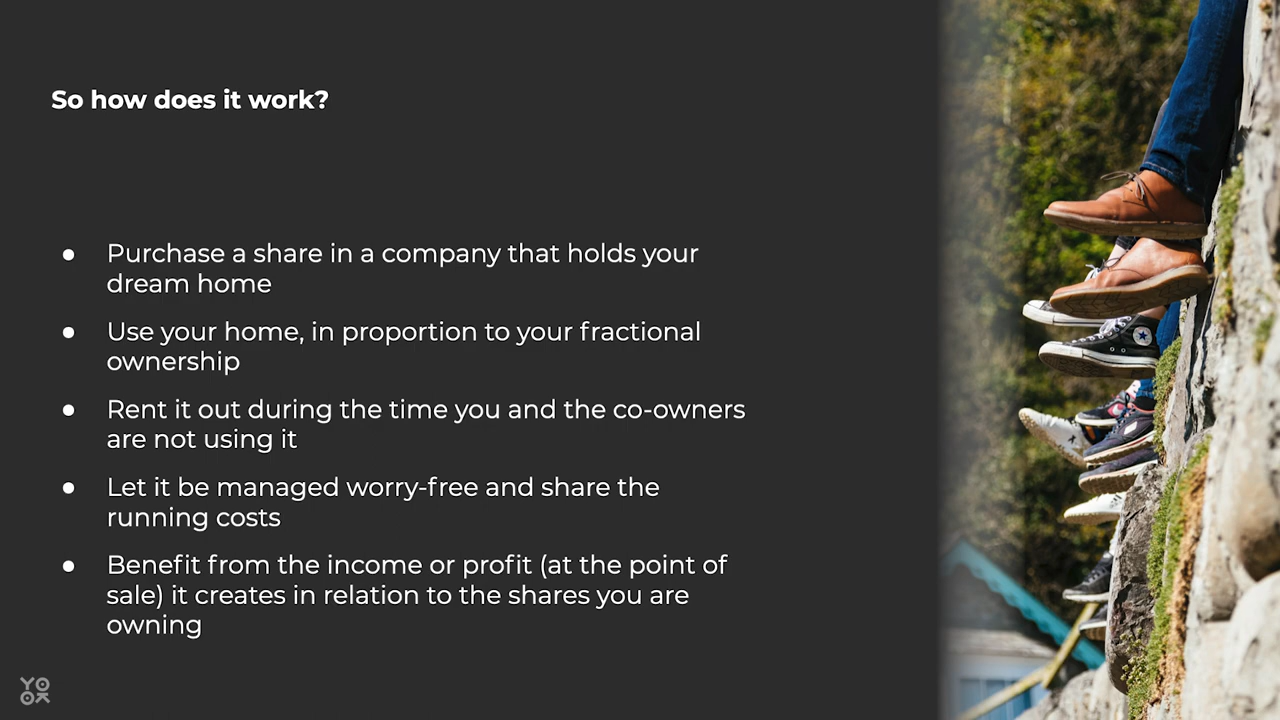 So how does it work?
● Purchase a share in a company that holds your
dream home
● Use your home, in proportion to your fractional
ownership
● Rent it out during the time you and the co-owners
are not using it
● Let it be managed worry-free and share the
running costs
● Benefit from the income or profit (at the point of
sale) it creates in relation to the shares you are
owning
YO
OK